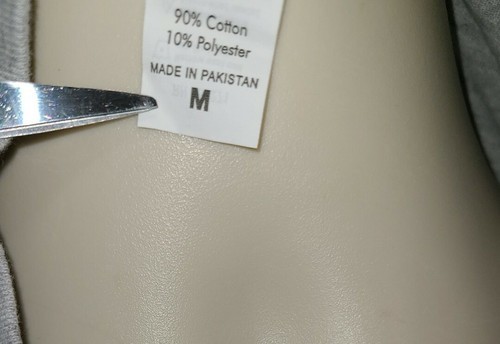 90% Cotton
10% Polyester
MADE IN PAKISTAN
M